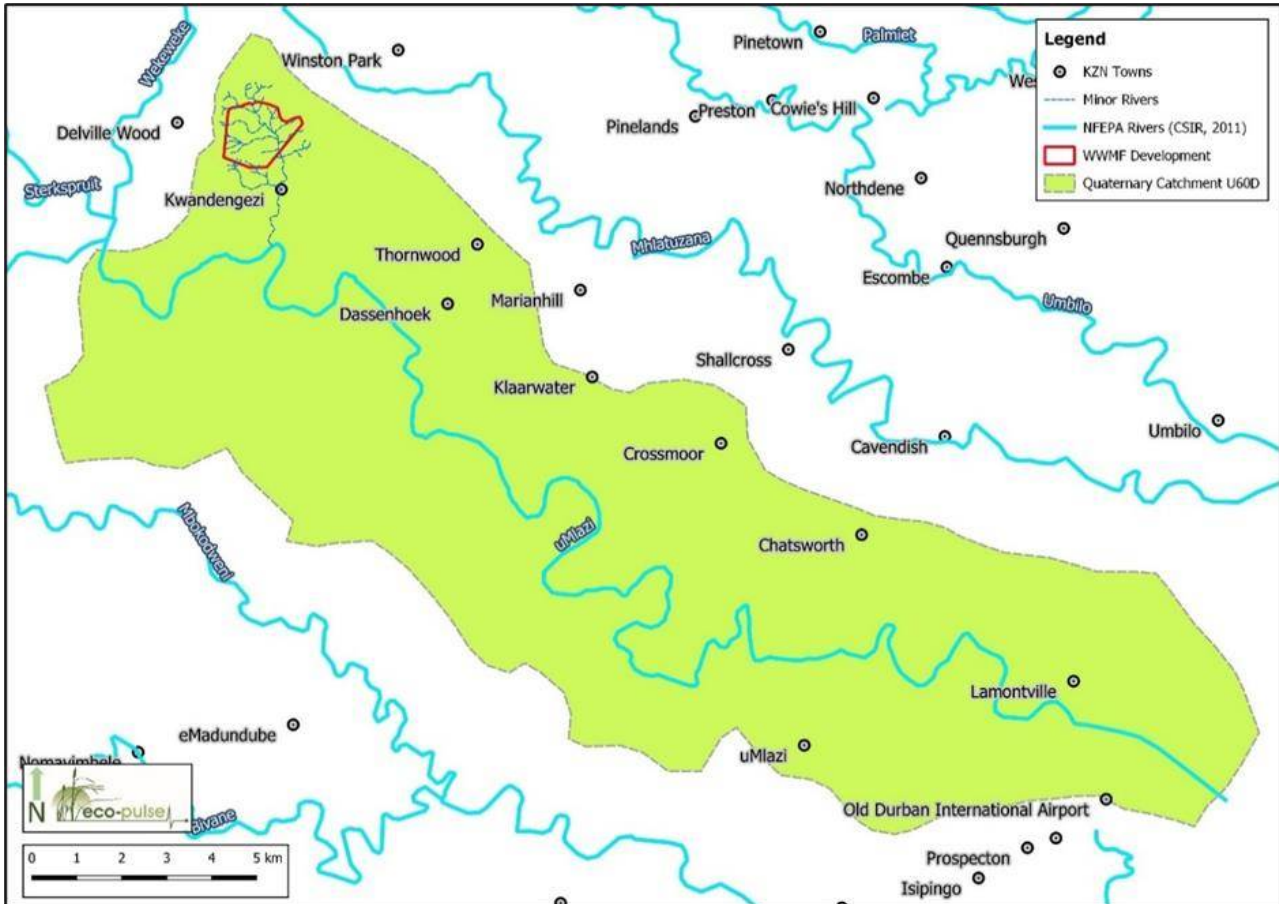 Winston Park
Pinetown
Palmiet
Wekeweke
Delville Wood
Pinelands
Preston
Cowie's Hill
Sterkspruit
Kwandengezi
Northdene
Quennsburgh
Thornwood
Mhlatuzana
Marianhill
Dassenhoek
Escombe
Umbilo
Shallcross
Klaarwater
Crossmoor
Cavendish
Umbilo
Mbokodweni
uMlazi
Chatsworth
Lamontville
eMadundube
uMlazi
Nomavimbele
Old Durban International Airport
Bivane
Prospecton
Isipingo
Legend
KZN Towns
Minor Rivers
NFEPA Rivers (CSIR, 2011)
WWMF Development
Quaternary Catchment U60D
N
eco-pulse
0 1 2 3 4 5 km